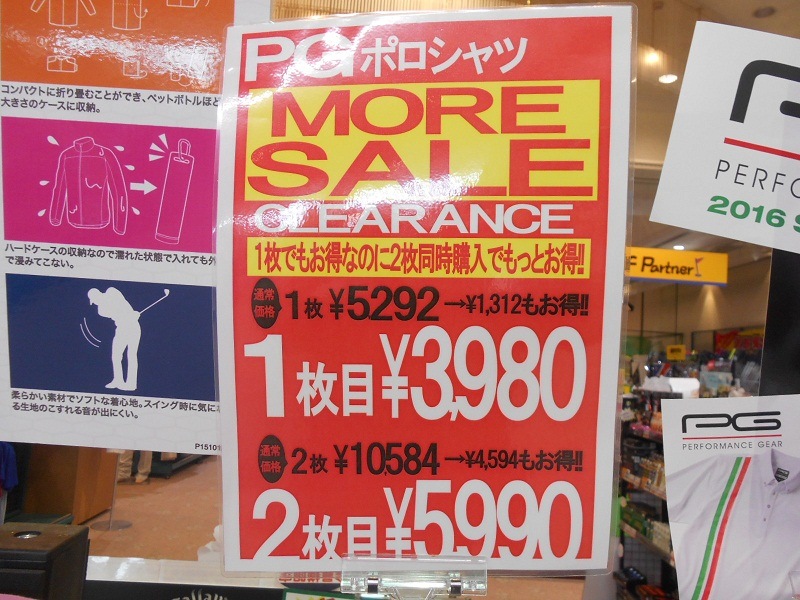 コンパクトに折り畳むことができ、ペットボトルほど
大きさのケースに収納。
ハードケースの収納なので濡れた状態で入れても外
で浸みてこない。
柔らかい素材でソフトな着心地。スイング時に気に
る生地のこすれる音が出にくい。
P15101
PGポロシャツ
MORE
SALE
CLEARANCE
1枚でもお得なのに2枚同時購入でもっとお得!!
通常価格 1枚 ¥5292 →¥1,312もお得!!
1枚目 ¥3,980
通常価格 2枚 ¥10584 →¥4,594もお得!!
2枚目 ¥5,990
PERFO
2016 S
F Partner
PG
PERFORMANCE GEAR